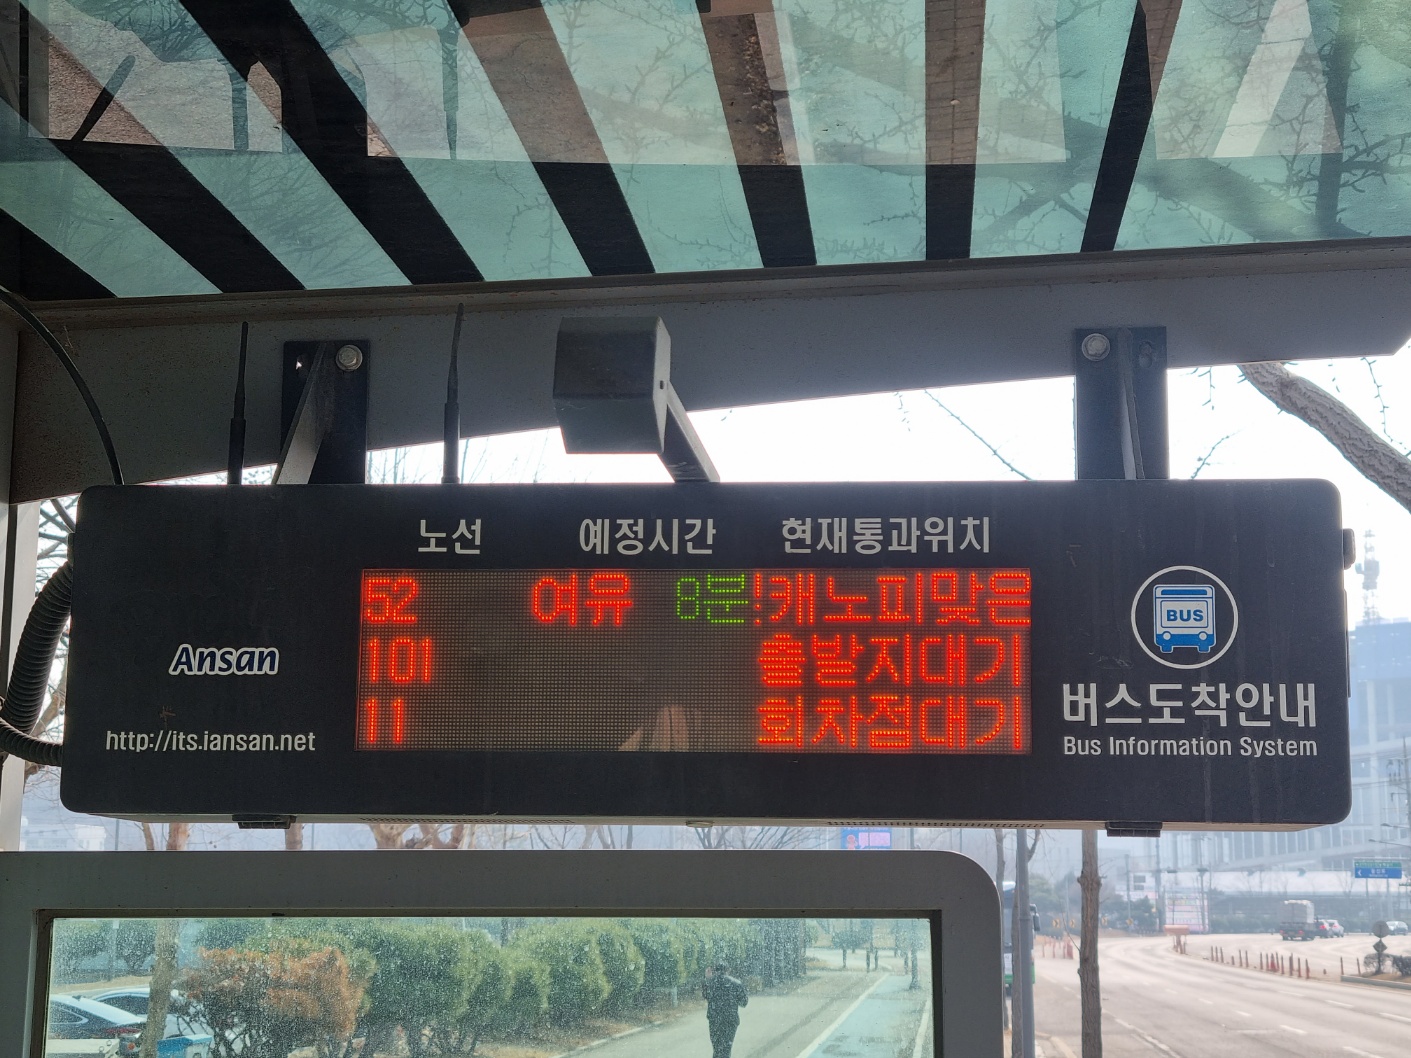 노선 예정시간 현재통과위치
52 여유 8분 !캐노피맞은
101 출발지대기
11 회차점대기
Ansan
http://its.iansan.net
BUS
버스도착안내
Bus Information System